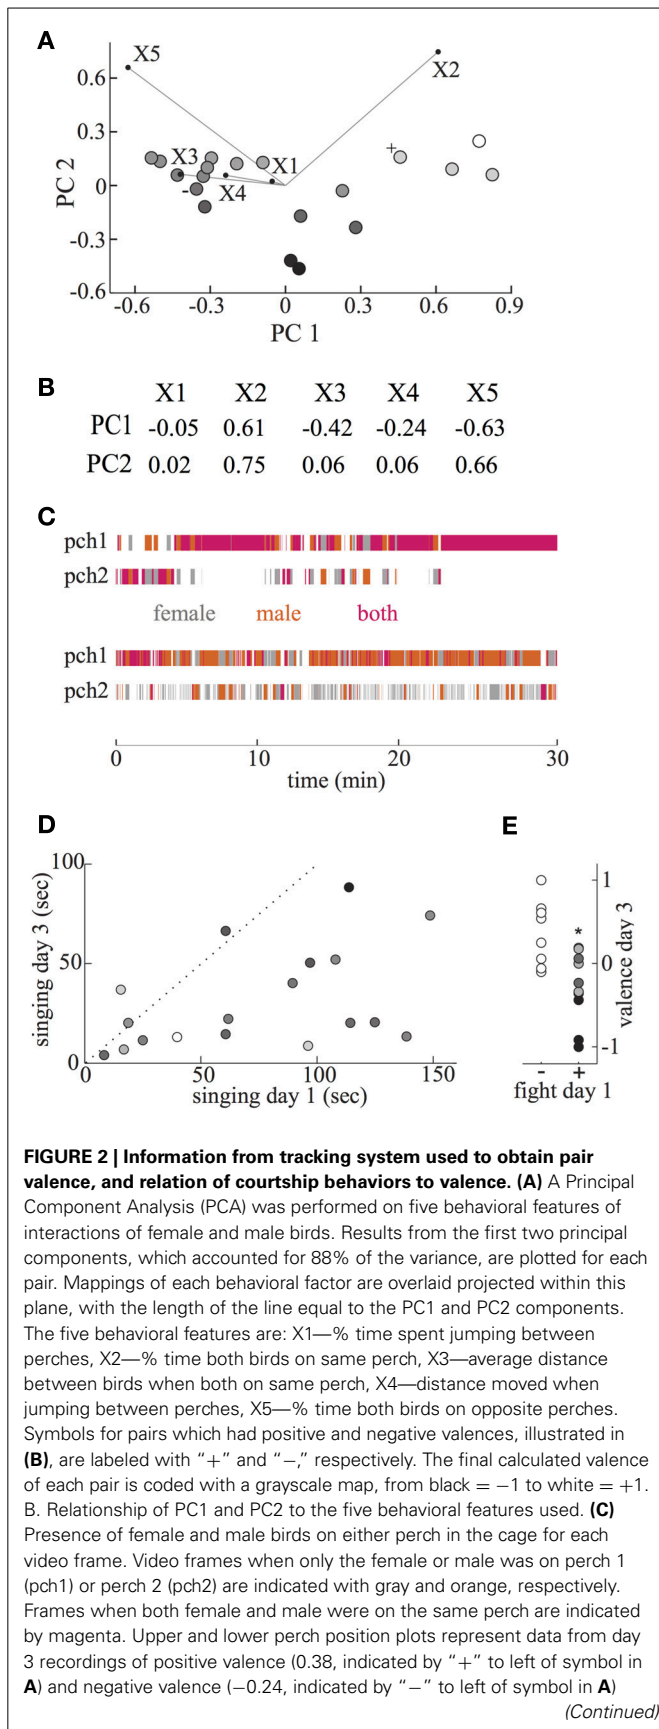 A
X5
X2
X3
X1
X4
+
-
0.6
0.3
0
-0.3
-0.6
PC 2
-0.6 -0.3 0 0.3 0.6 0.9
PC 1
B
X1 X2 X3 X4 X5
PC1 -0.05 0.61 -0.42 -0.24 -0.63
PC2 0.02 0.75 0.06 0.06 0.66
C
pch1
pch2
female male both
pch1
pch2
0 10 20 30
time (min)
D
100
50
0
singing day 3 (sec)
0 50 100 150
singing day 1 (sec)
E
*
1
0
-1
valence day 3
- +
fight day 1
FIGURE 2 | Information from tracking system used to obtain pair
valence, and relation of courtship behaviors to valence. (A) A Principal
Component Analysis (PCA) was performed on five behavioral features of
interactions of female and male birds. Results from the first two principal
components, which accounted for 88% of the variance, are plotted for each
pair. Mappings of each behavioral factor are overlaid projected within this
plane, with the length of the line equal to the PC1 and PC2 components.
The five behavioral features are: X1—% time spent jumping between
perches, X2—% time both birds on same perch, X3—average distance
between birds when both on same perch, X4—distance moved when
jumping between perches, X5—% time both birds on opposite perches.
Symbols for pairs which had positive and negative valences, illustrated in
(B), are labeled with “+” and “−,” respectively. The final calculated valence
of each pair is coded with a grayscale map, from black = −1 to white = +1.
B. Relationship of PC1 and PC2 to the five behavioral features used. (C)
Presence of female and male birds on either perch in the cage for each
video frame. Video frames when only the female or male was on perch 1
(pch1) or perch 2 (pch2) are indicated with gray and orange, respectively.
Frames when both female and male were on the same perch are indicated
by magenta. Upper and lower perch position plots represent data from day
3 recordings of positive valence (0.38, indicated by “+” to left of symbol in
A) and negative valence (−0.24, indicated by “−” to left of symbol in A)
(Continued)